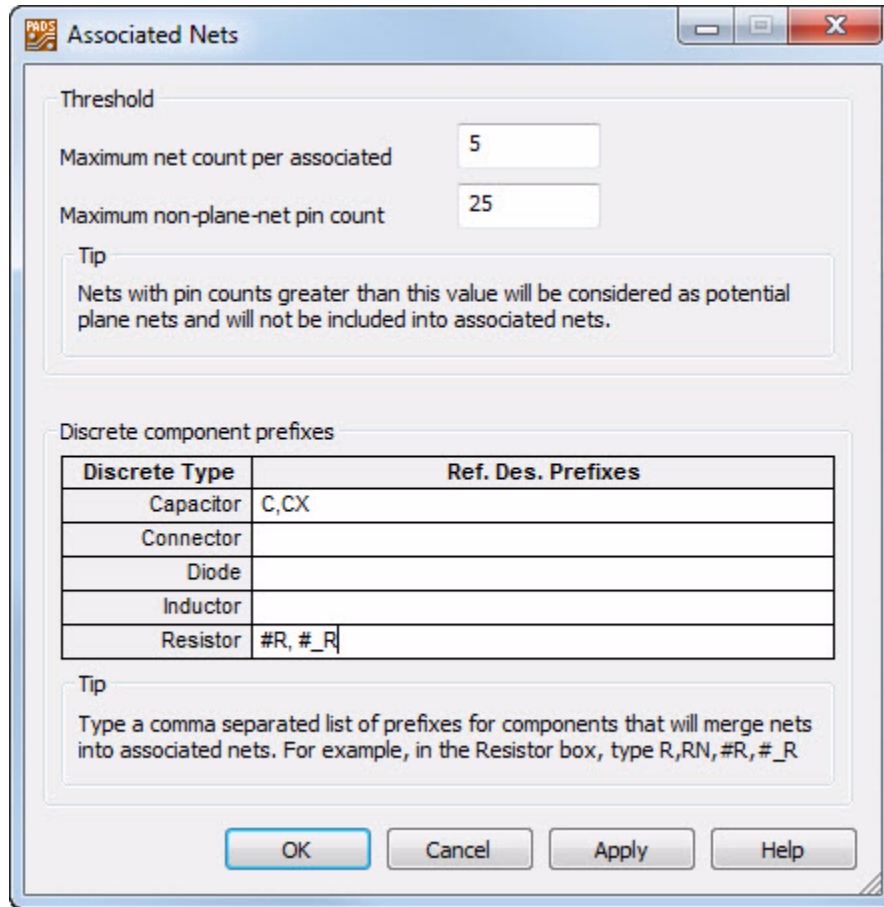 PADS
Associated Nets
Threshold
Maximum net count per associated 5
Maximum non-plane-net pin count 25
Tip
Nets with pin counts greater than this value will be considered as potential
plane nets and will not be included into associated nets.
Discrete component prefixes
Discrete Type Ref. Des. Prefixes
Capacitor C,CX
Connector
Diode
Inductor
Resistor #R, #_R
Tip
Type a comma separated list of prefixes for components that will merge nets
into associated nets. For example, in the Resistor box, type R,RN,#R,#_R
OK Cancel Apply Help